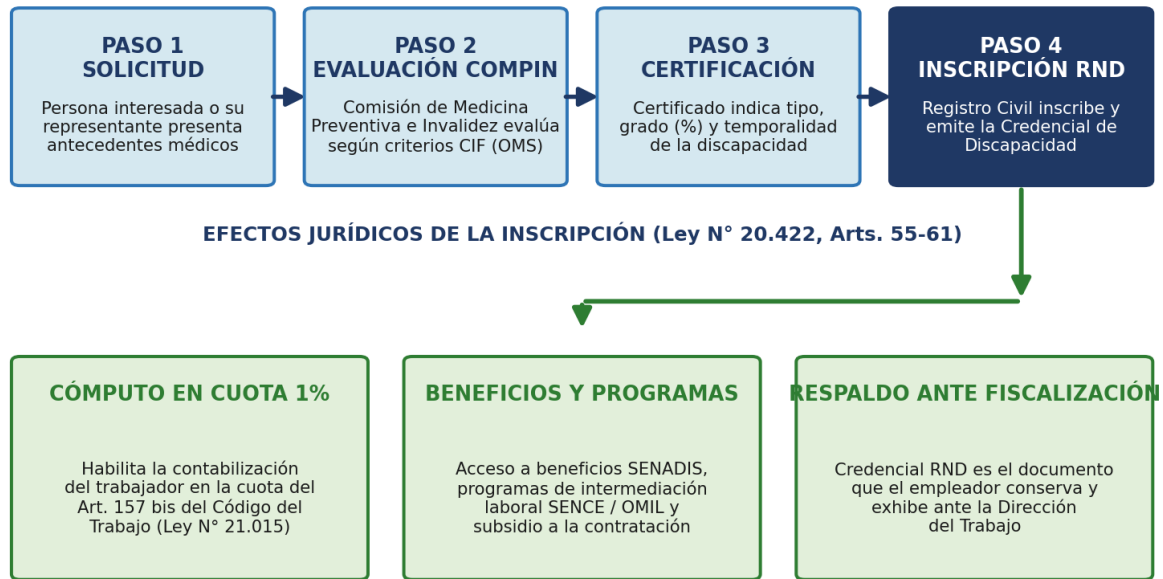 PASO 1
SOLICITUD
Persona interesada o su
representante presenta
antecedentes médicos
PASO 2
EVALUACIÓN COMPIN
Comisión de Medicina
Preventiva e Invalidez evalúa
según criterios CIF (OMS)
PASO 3
CERTIFICACIÓN
Certificado indica tipo,
grado (%) y temporalidad
de la discapacidad
PASO 4
INSCRIPCIÓN RND
Registro Civil inscribe y
emite la Credencial de
Discapacidad
EFECTOS JURÍDICOS DE LA INSCRIPCIÓN (Ley N° 20.422, Arts. 55-61)
CÓMPUTO EN CUOTA 1%
Habilita la contabilización
del trabajador en la cuota del
Art. 157 bis del Código del
Trabajo (Ley N° 21.015)
BENEFICIOS Y PROGRAMAS
Acceso a beneficios SENADIS,
programas de intermediación
laboral SENCE / OMIL y
subsidio a la contratación
RESPALDO ANTE FISCALIZACIÓN
Credencial RND es el documento
que el empleador conserva y
exhibe ante la Dirección
del Trabajo